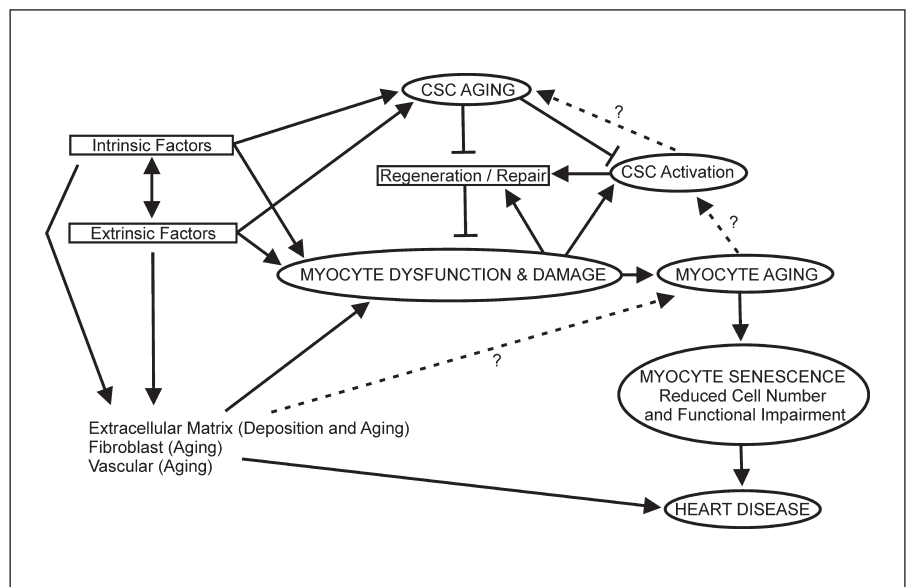 CSC AGING
?
Intrinsic Factors
Regeneration / Repair
CSC Activation
?
Extrinsic Factors
MYOCYTE DYSFUNCTION & DAMAGE
MYOCYTE AGING
?
MYOCYTE SENESCENCE
Reduced Cell Number
and Functional Impairment
Extracellular Matrix (Deposition and Aging)
Fibroblast (Aging)
Vascular (Aging)
HEART DISEASE